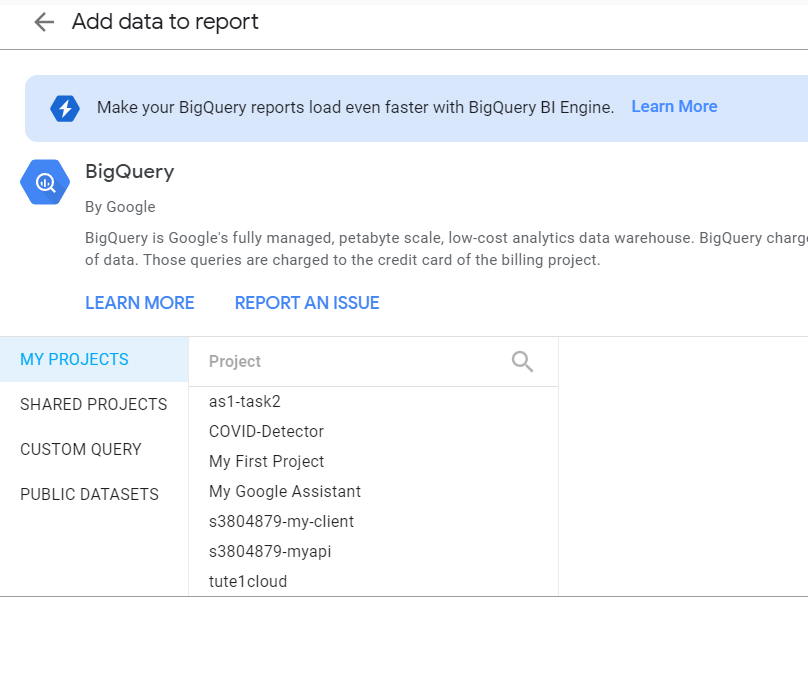 Add data to report
Make your BigQuery reports load even faster with BigQuery BI Engine. Learn More
BigQuery
By Google
BigQuery is Google's fully managed, petabyte scale, low-cost analytics data warehouse. BigQuery charg
of data. Those queries are charged to the credit card of the billing project.
LEARN MORE REPORT AN ISSUE
MY PROJECTS
SHARED PROJECTS
CUSTOM QUERY
PUBLIC DATASETS
Project
as1-task2
COVID-Detector
My First Project
My Google Assistant
s3804879-my-client
s3804879-myapi
tute1cloud